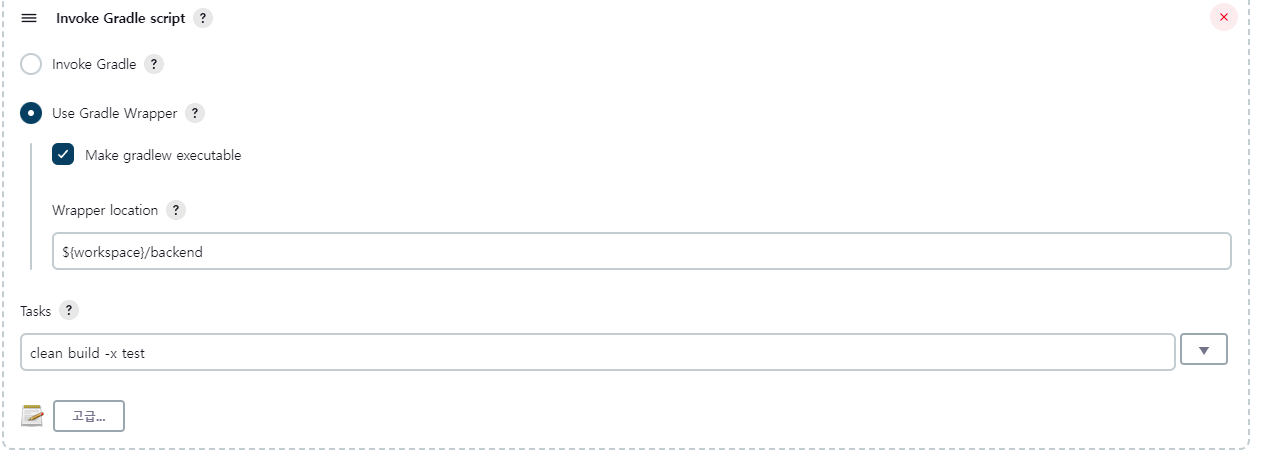 Invoke Gradle script ?
Invoke Gradle ?
Use Gradle Wrapper ?
Make gradlew executable
Wrapper location ?
${workspace}/backend
Tasks ?
clean build -x test
고급...